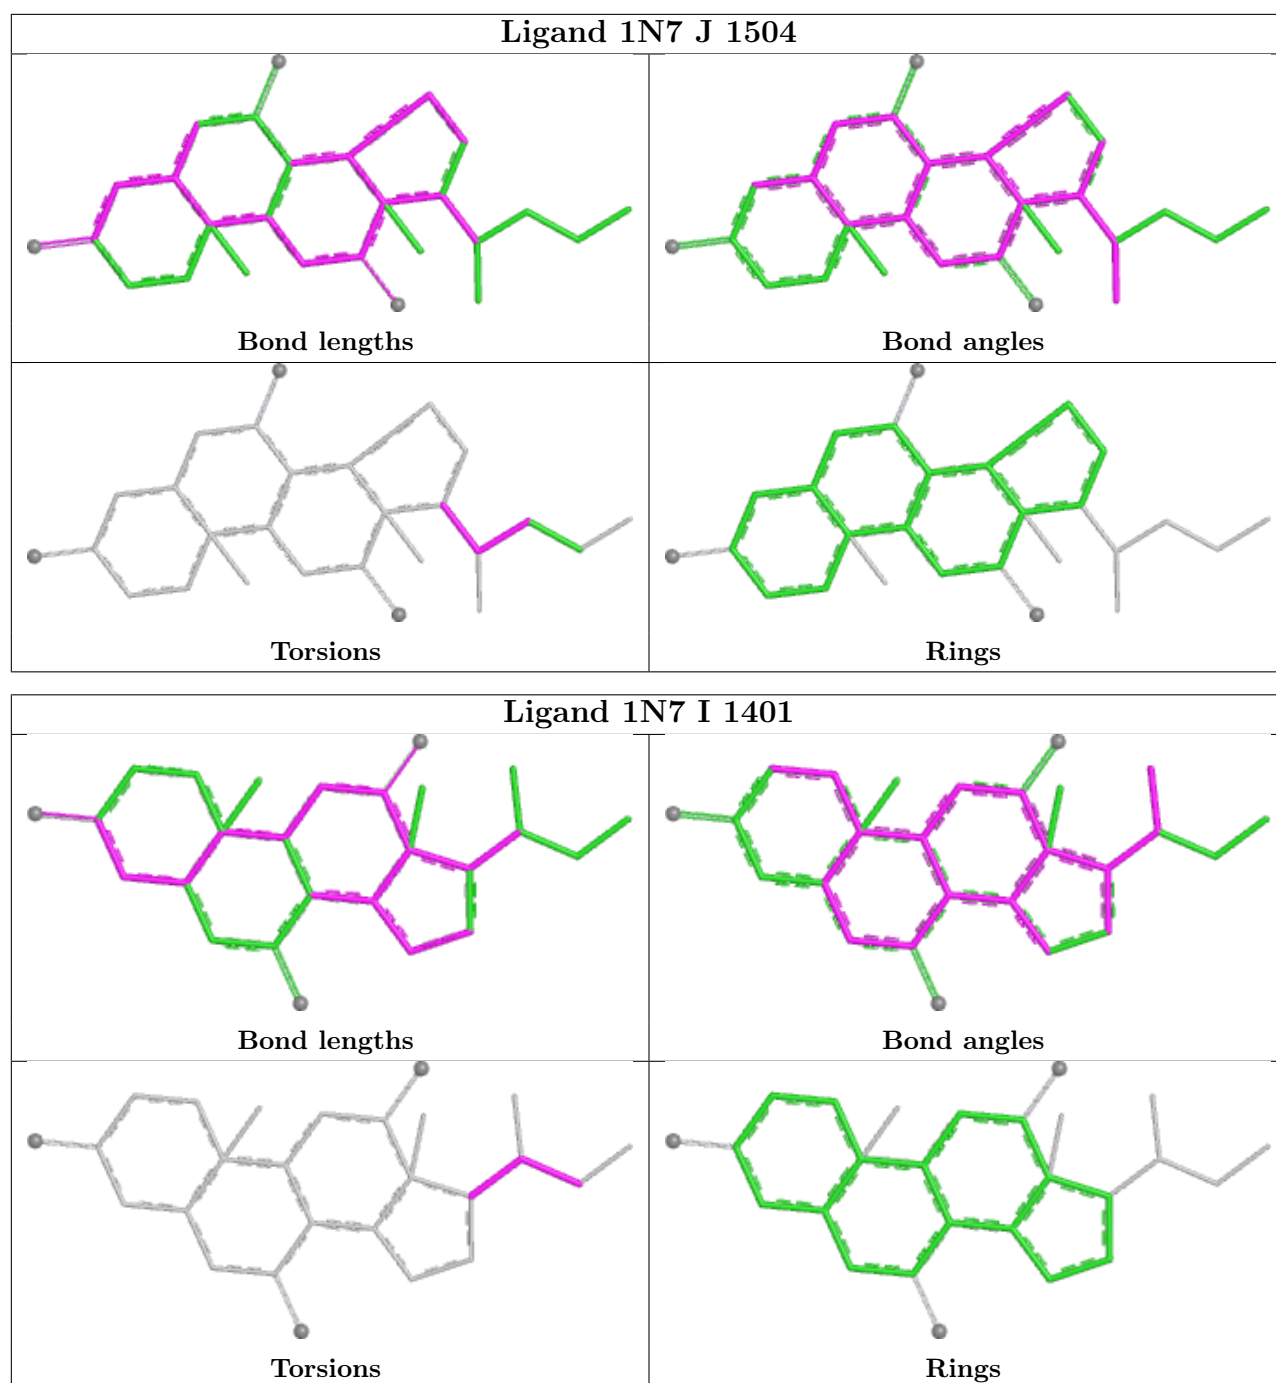 Ligand 1N7 J 1504
Bond lengths
Bond angles
Torsions
Rings
Ligand 1N7 I 1401
Bond lengths
Bond angles
Torsions
Rings